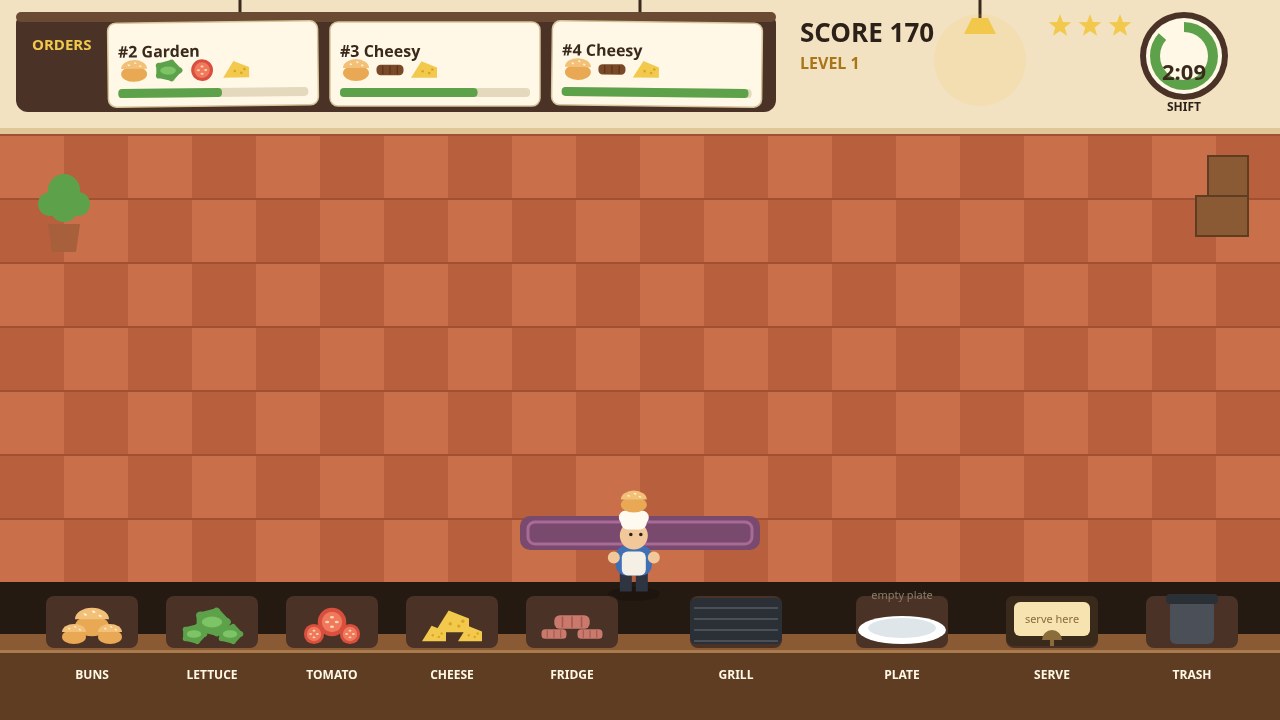 ORDERS
#2 Garden
#3 Cheesy
#4 Cheesy
SCORE 170
LEVEL 1
2:09
SHIFT
empty plate
serve here
BUNS
LETTUCE
TOMATO
CHEESE
FRIDGE
GRILL
PLATE
SERVE
TRASH